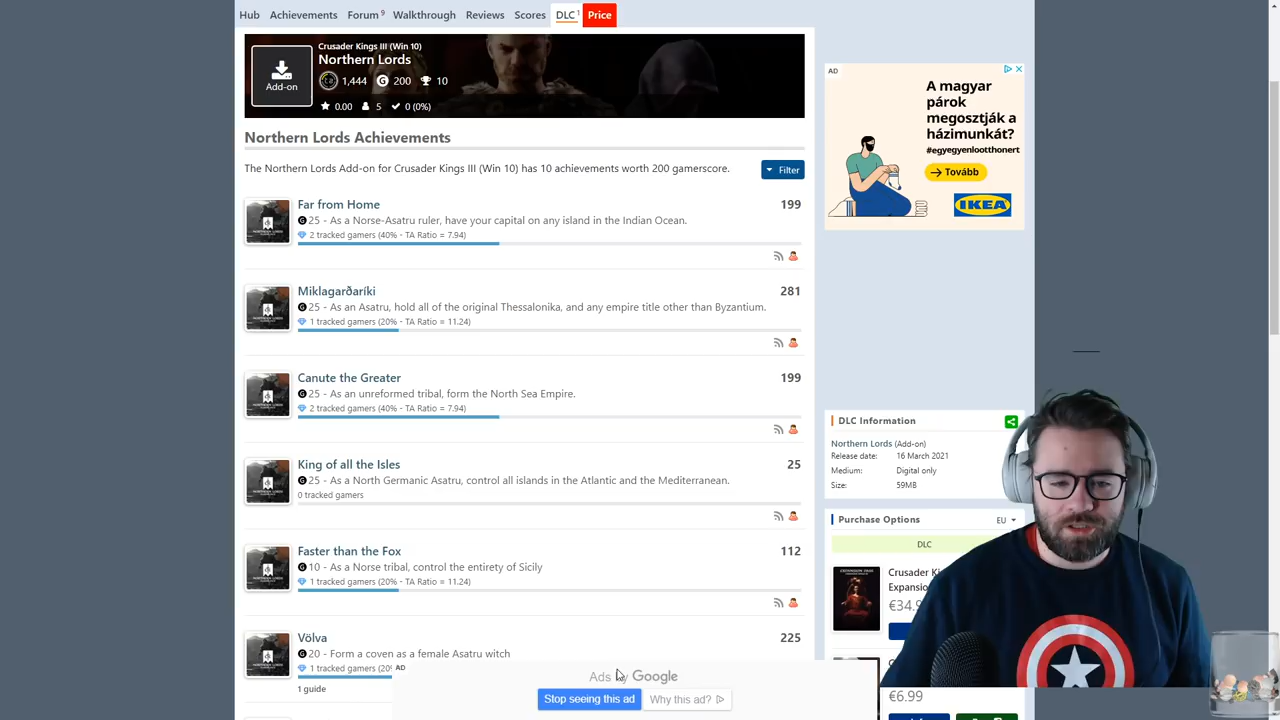 Hub Achievements Forum 9 Walkthrough Reviews Scores DLC 1 Price
Add-on
Crusader Kings III (Win 10)
Northern Lords
1,444 G 200 10
0.00 5 0 (0%)
Northern Lords Achievements
The Northern Lords Add-on for Crusader Kings III (Win 10) has 10 achievements worth 200 gamerscore.
Filter
Far from Home 199
G 25 - As a Norse-Asatru ruler, have your capital on any island in the Indian Ocean.
2 tracked gamers (40% - TA Ratio = 7.94)
Miklagarðaríki 281
G 25 - As an Asatru, hold all of the original Thessalonika, and any empire title other than Byzantium.
1 tracked gamers (20% - TA Ratio = 11.24)
Canute the Greater 199
G 25 - As an unreformed tribal, form the North Sea Empire.
2 tracked gamers (40% - TA Ratio = 7.94)
King of all the Isles 25
G 25 - As a North Germanic Asatru, control all islands in the Atlantic and the Mediterranean.
0 tracked gamers
Faster than the Fox 112
G 10 - As a Norse tribal, control the entirety of Sicily
1 tracked gamers (20% - TA Ratio = 11.24)
Völva 225
G 20 - Form a coven as a female Asatru witch
1 tracked gamers (20
1 guide
AD
Ads by Google
Stop seeing this ad Why this ad?
AD
A magyar
párok
megosztják a
házimunkát?
#egyegyenlootthonert
Tovább
IKEA
DLC Information
Northern Lords (Add-on)
Release date: 16 March 2021
Medium: Digital only
Size: 59MB
Purchase Options EU
DLC
Crusader Ki
Expansion
€34.9
€6.99